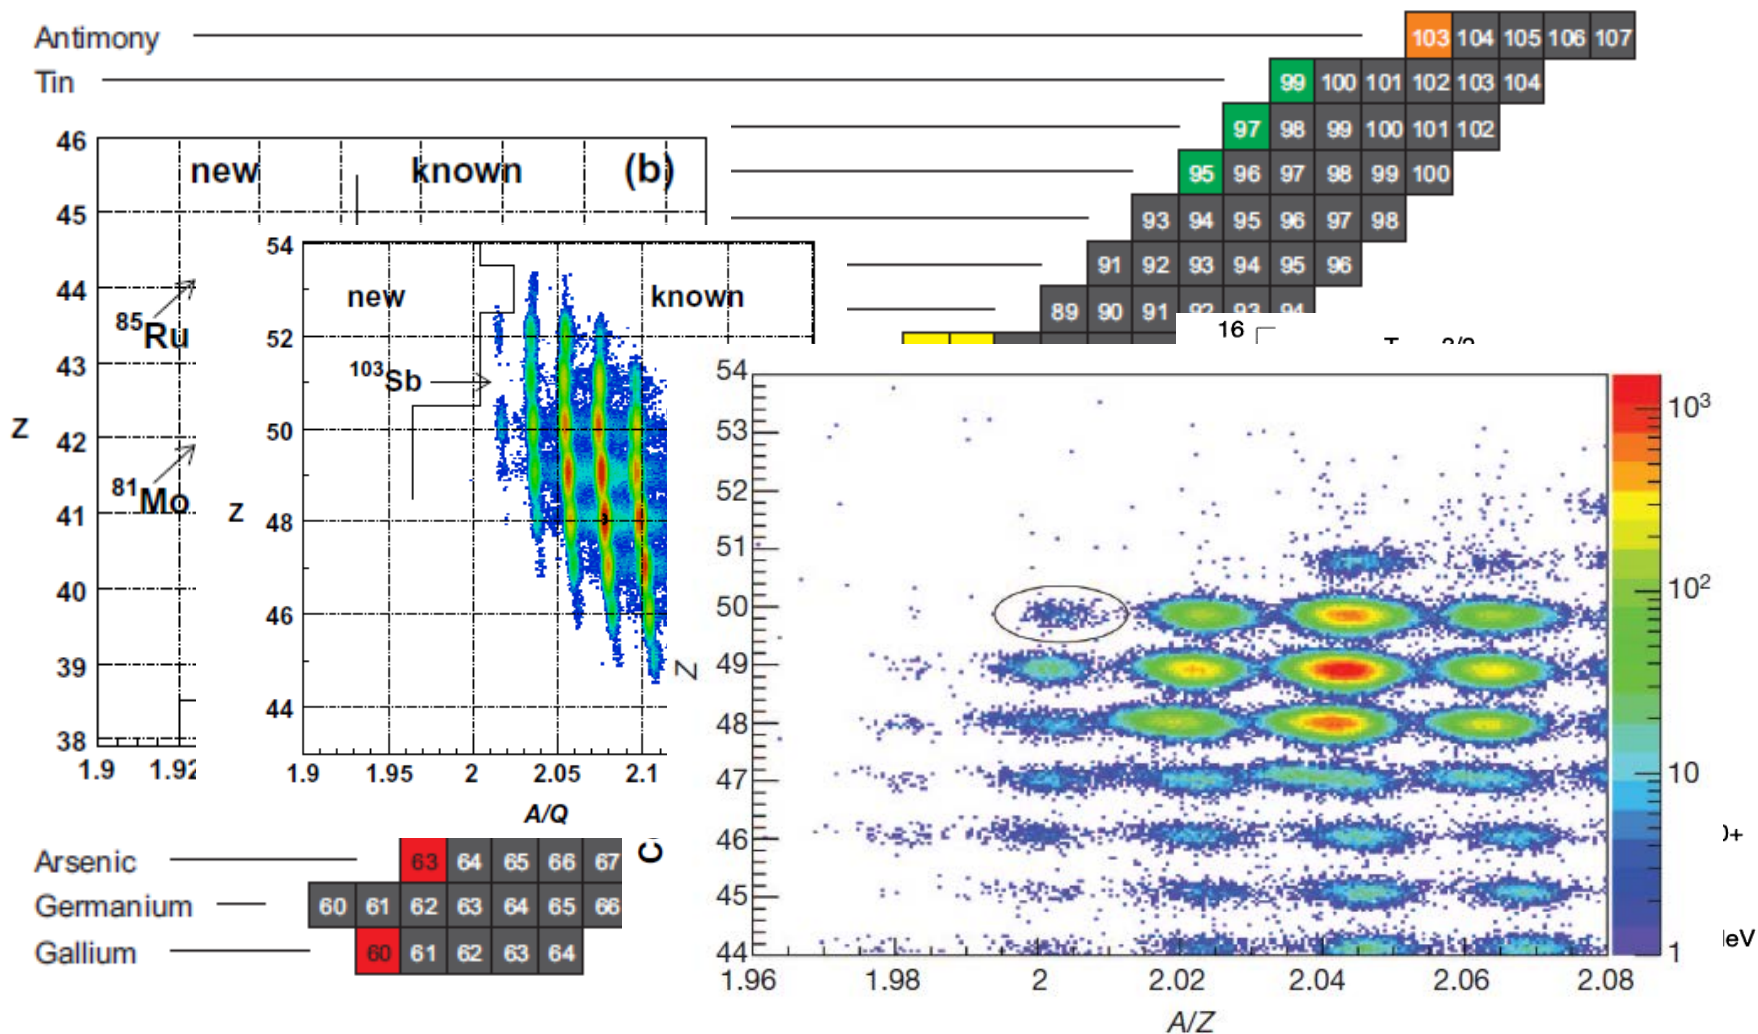 Antimony 103 104 105 106 107
Tin 99 100 101 102 103 104
97 98 99 100 101 102
95 96 97 98 99 100
93 94 95 96 97 98
91 92 93 94 95 96
89 90 91 92 93 94
46
45
44
43
42
41
40
39
38
Z
new known (b)
85Ru
81Mo
1.9 1.92
54
52
50
48
46
44
Z
new known
103Sb
1.9 1.95 2 2.05 2.1
A/Q
16
54
53
52
51
50
49
48
47
46
45
44
Z
1.96 1.98 2 2.02 2.04 2.06 2.08
A/Z
10³
10²
10
1
Arsenic 63 64 65 66 67
Germanium 60 61 62 63 64 65 66
Gallium 60 61 62 63 64